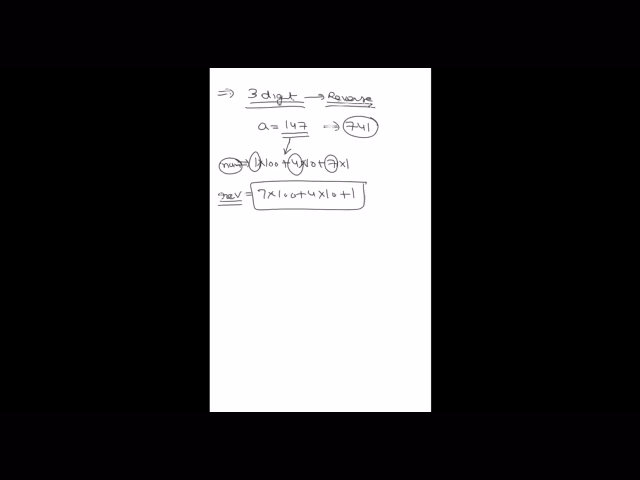 ⇒ 3 digit → Reverse
a = 147 ⇒ 741
num = 1×100 + 4×10 + 7×1
rev = 7×100 + 4×10 + 1